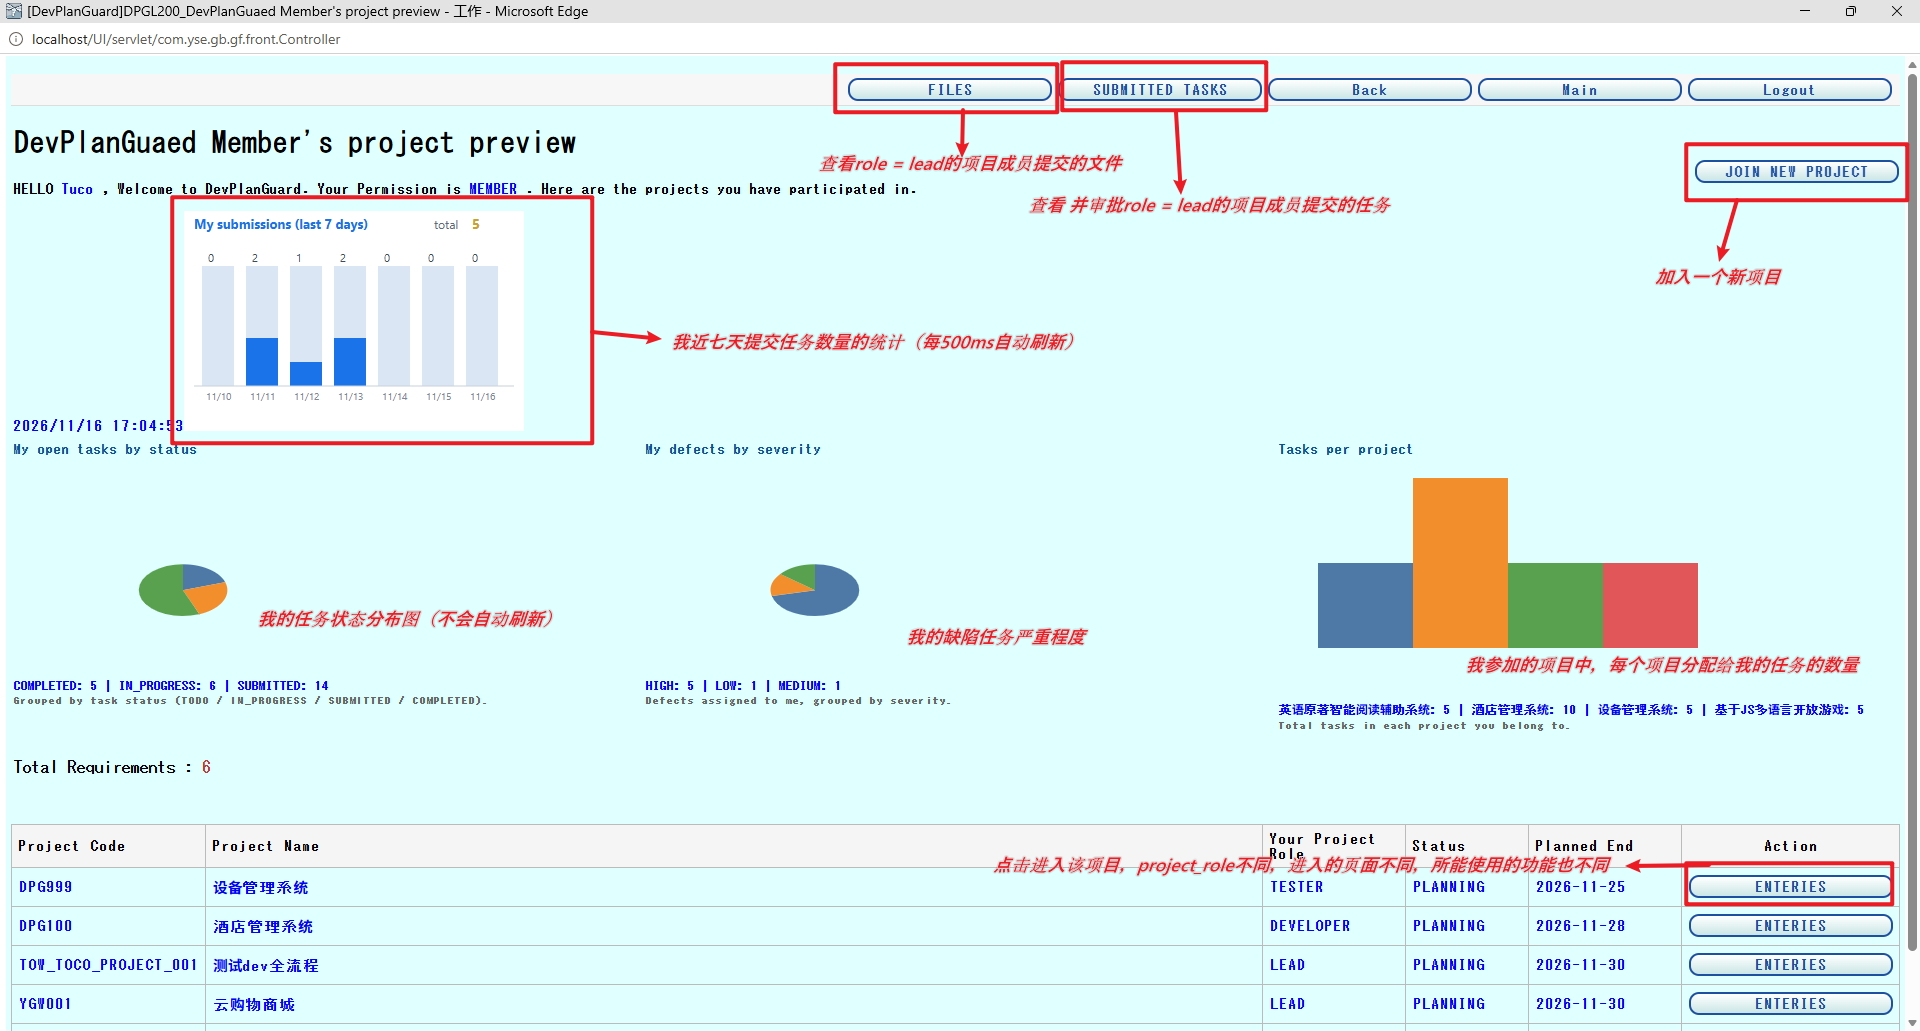 [DevPlanGuard]DPGL200_DevPlanGuaed Member's project preview - 工作 - Microsoft Edge
localhost/UI/servlet/com.yse.gb.gf.front.Controller
FILES SUBMITTED TASKS Back Main Logout
DevPlanGuaed Member's project preview
查看role = lead的项目成员提交的文件
JOIN NEW PROJECT
HELLO Tuco , Welcome to DevPlanGuard. Your Permission is MEMBER . Here are the projects you have participated in.
查看 并审批role = lead的项目成员提交的任务
My submissions (last 7 days) total 5
0 2 1 2 0 0 0
加入一个新项目
我近七天提交任务数量的统计（每500ms自动刷新）
11/10 11/11 11/12 11/13 11/14 11/15 11/16
2026/11/16 17:04:53
My open tasks by status
My defects by severity
Tasks per project
我的任务状态分布图（不会自动刷新）
我的缺陷任务严重程度
我参加的项目中，每个项目分配给我的任务的数量
COMPLETED: 5 | IN_PROGRESS: 6 | SUBMITTED: 14
Grouped by task status (TODO / IN_PROGRESS / SUBMITTED / COMPLETED).
HIGH: 5 | LOW: 1 | MEDIUM: 1
Defects assigned to me, grouped by severity.
英语原著智能阅读辅助系统: 5 | 酒店管理系统: 10 | 设备管理系统: 5 | 基于JS多语言开放游戏: 5
Total tasks in each project you belong to.
Total Requirements : 6
Project Code Project Name Your Project Role Status Planned End Action
点击进入该项目，project_role不同，进入的页面不同，所能使用的功能也不同
DPG999 设备管理系统 TESTER PLANNING 2026-11-25 ENTERIES
DPG100 酒店管理系统 DEVELOPER PLANNING 2026-11-28 ENTERIES
TOW_TOCO_PROJECT_001 测试dev全流程 LEAD PLANNING 2026-11-30 ENTERIES
YGW001 云购物商城 LEAD PLANNING 2026-11-30 ENTERIES